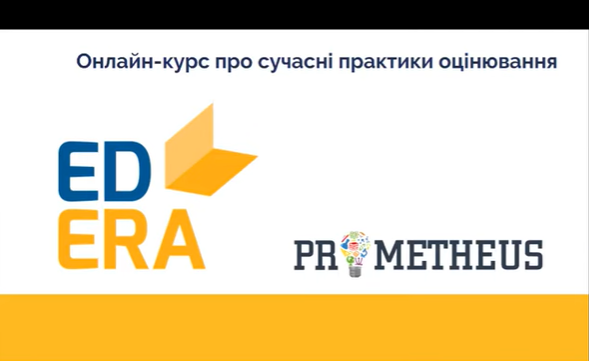 Онлайн-курс про сучасні практики оцінювання
ED
ERA
PROMETHEUS